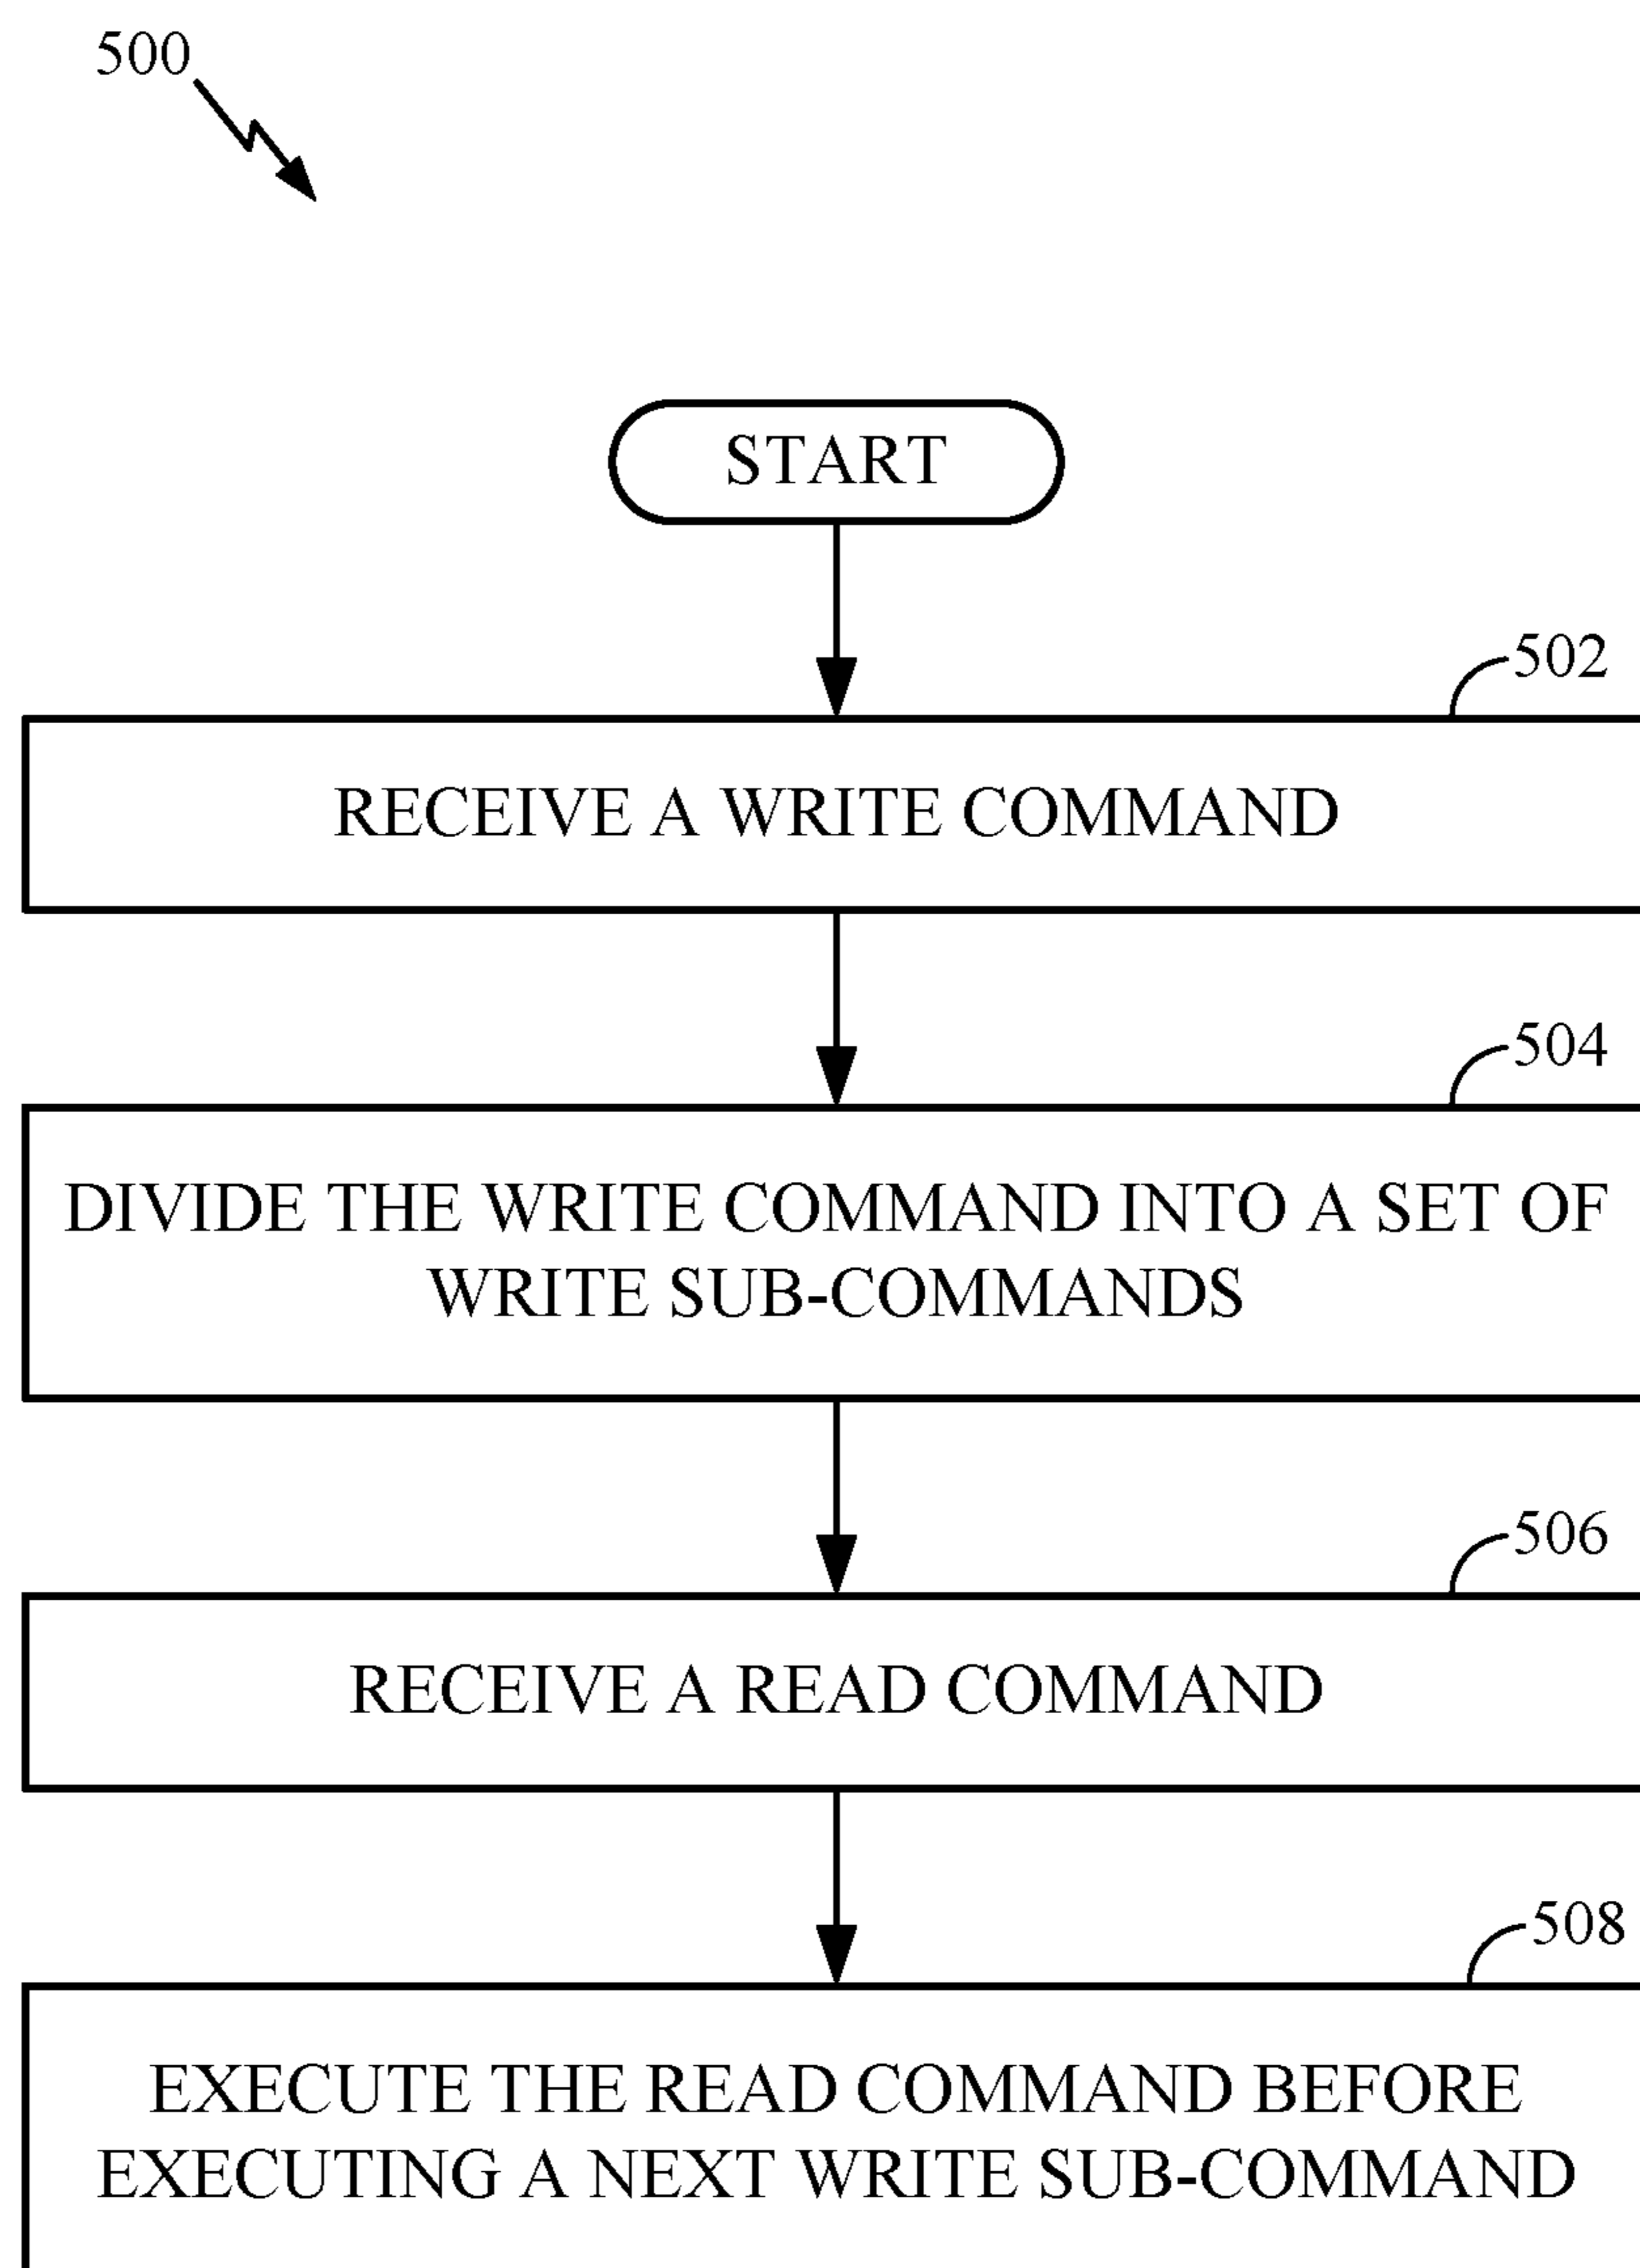 500
START
502
RECEIVE A WRITE COMMAND
504
DIVIDE THE WRITE COMMAND INTO A SET OF
WRITE SUB-COMMANDS
506
RECEIVE A READ COMMAND
508
EXECUTE THE READ COMMAND BEFORE
EXECUTING A NEXT WRITE SUB-COMMAND